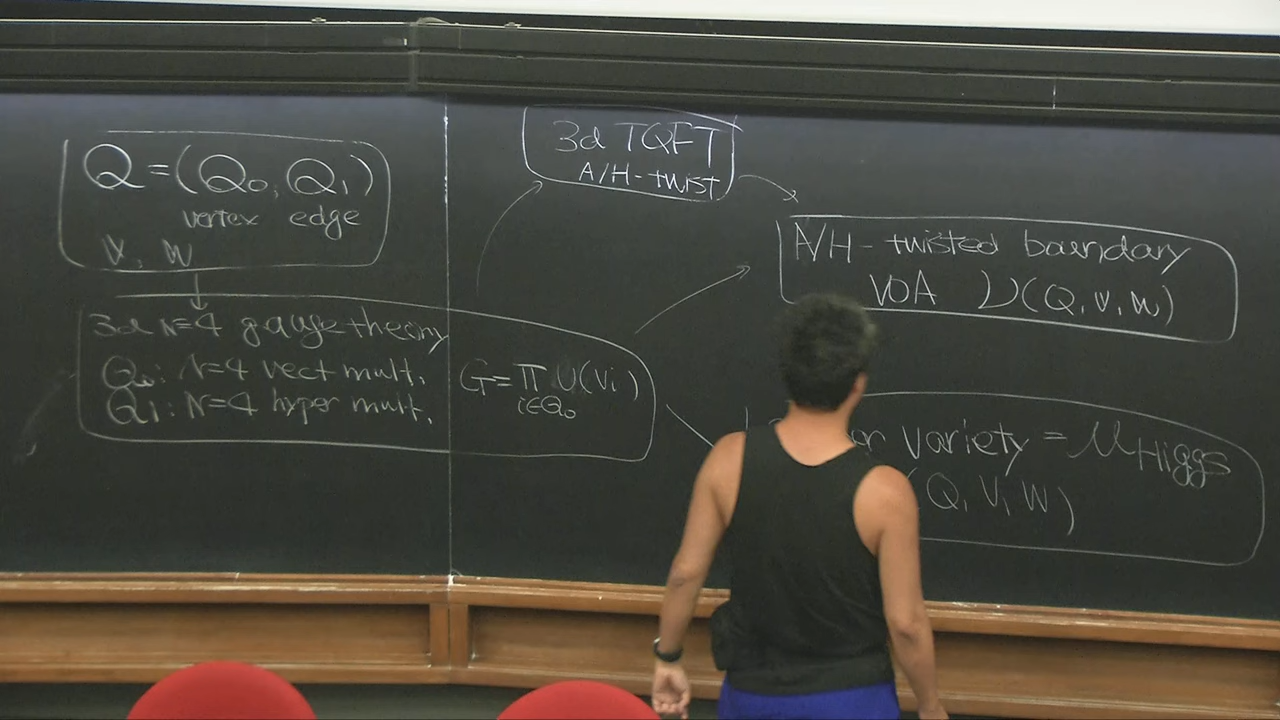 Q = (Q₀, Q₁)
vertex edge
V, W
3d N=4 gauge theory
Q₀: N=4 vect mult.
Q₁: N=4 hyper mult.
G = Π U(Vᵢ)
i∈Q₀
3d TQFT
A/H-twist
A/H-twisted boundary
VOA 𝒱(Q, V, W)
variety = M_Higgs
(Q, V, W)